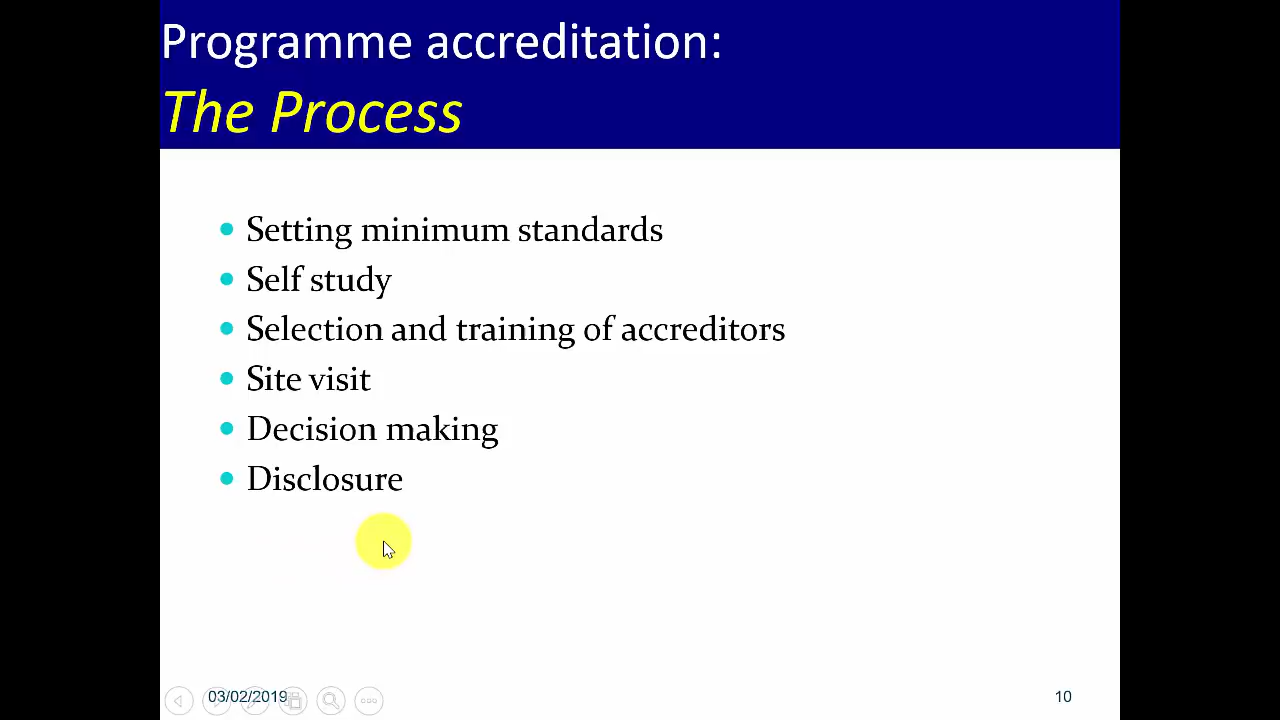 Programme accreditation:
The Process
Setting minimum standards
Self study
Selection and training of accreditors
Site visit
Decision making
Disclosure
03/02/2019
10